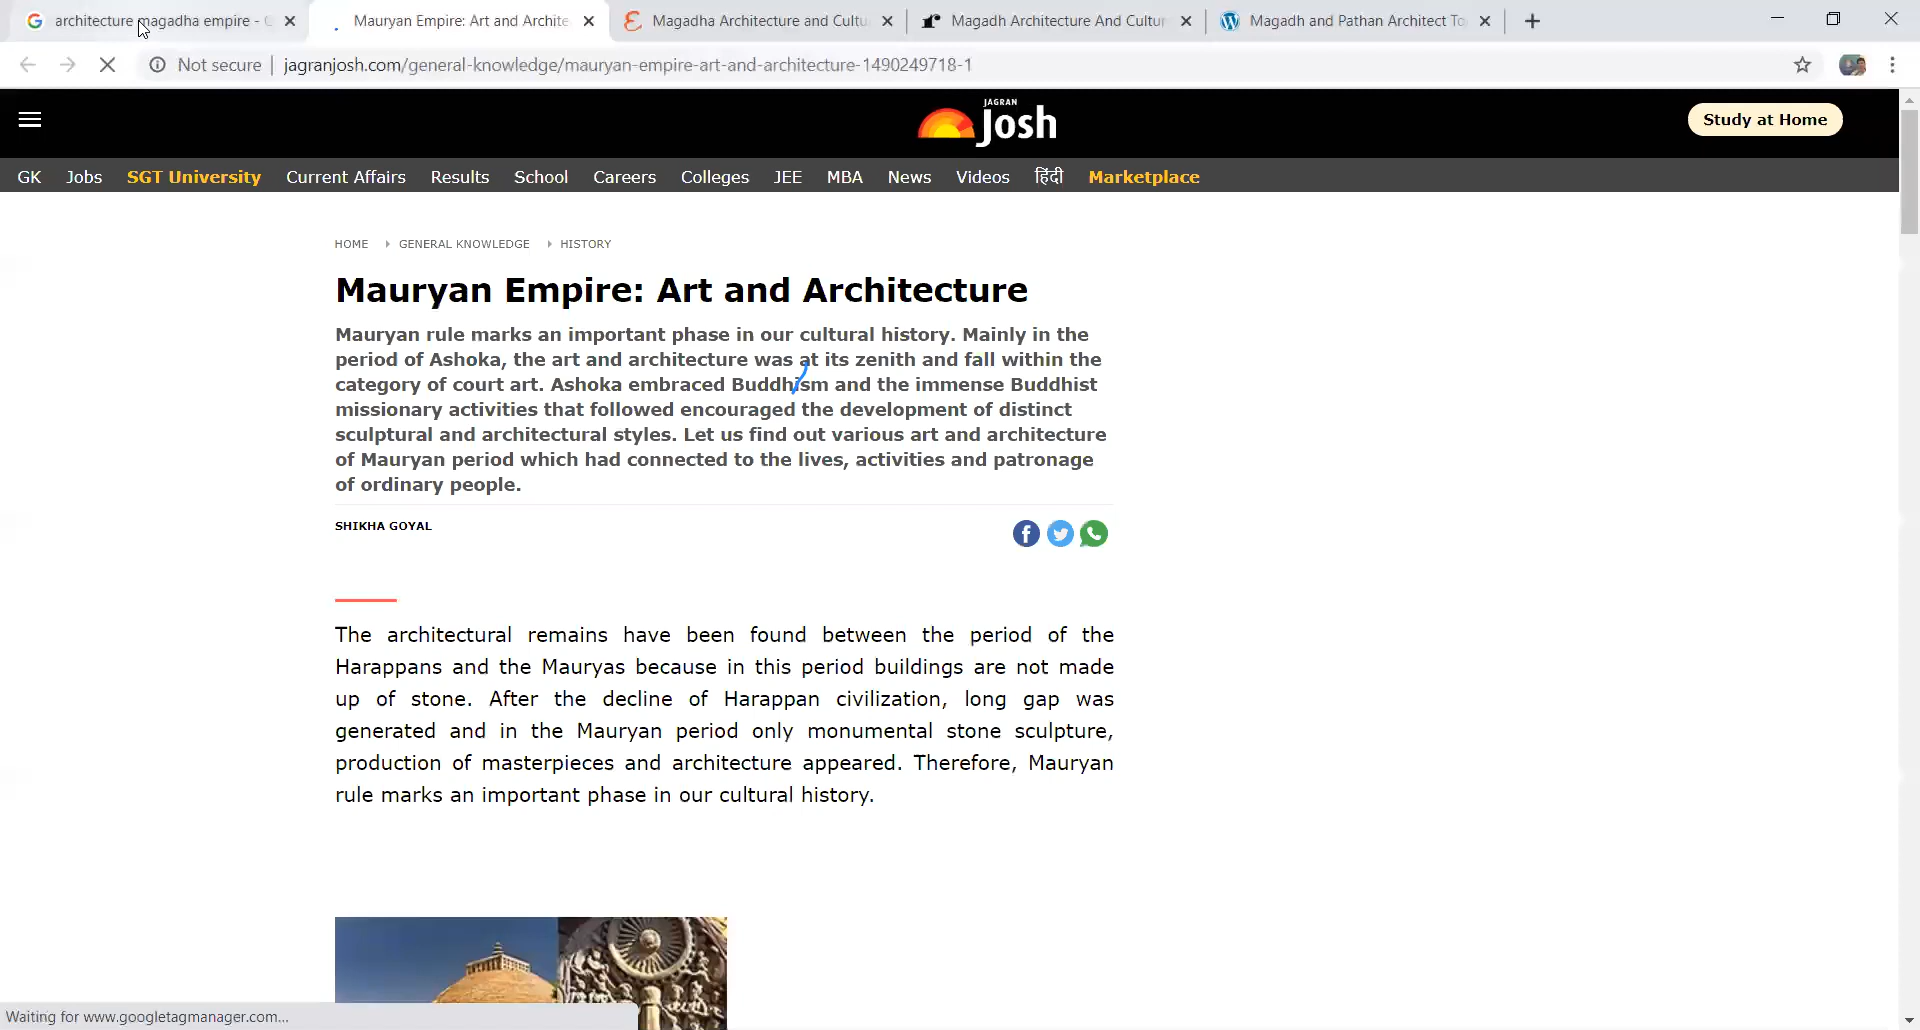 architecture magadha empire -
Mauryan Empire: Art and Archite
Magadha Architecture and Cultu
Magadh Architecture And Cultur
Magadh and Pathan Architect To
Not secure
jagranjosh.com/general-knowledge/mauryan-empire-art-and-architecture-1490249718-1
JAGRAN
Josh
Study at Home
GK Jobs SGT University Current Affairs Results School Careers Colleges JEE MBA News Videos हिंदी Marketplace
HOME GENERAL KNOWLEDGE HISTORY
Mauryan Empire: Art and Architecture
Mauryan rule marks an important phase in our cultural history. Mainly in the
period of Ashoka, the art and architecture was at its zenith and fall within the
category of court art. Ashoka embraced Buddhism and the immense Buddhist
missionary activities that followed encouraged the development of distinct
sculptural and architectural styles. Let us find out various art and architecture
of Mauryan period which had connected to the lives, activities and patronage
of ordinary people.
SHIKHA GOYAL
The architectural remains have been found between the period of the
Harappans and the Mauryas because in this period buildings are not made
up of stone. After the decline of Harappan civilization, long gap was
generated and in the Mauryan period only monumental stone sculpture,
production of masterpieces and architecture appeared. Therefore, Mauryan
rule marks an important phase in our cultural history.
Waiting for www.googletagmanager.com...